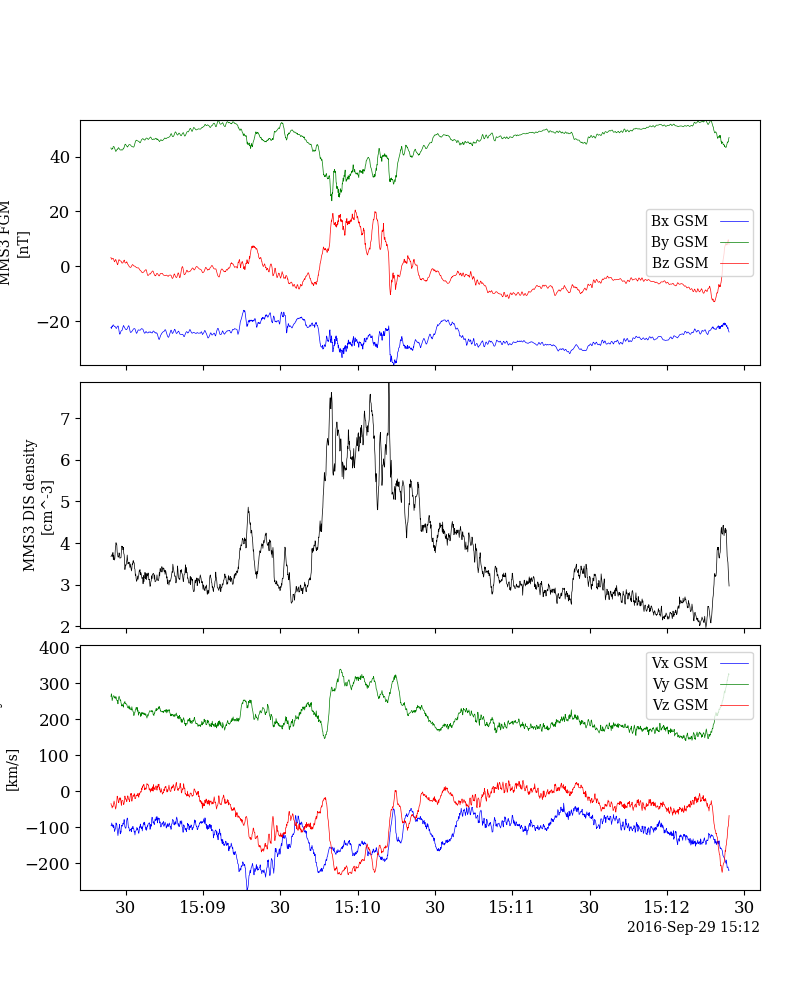 40
20
0
−20
MMS3 FGM
[nT]
Bx GSM
By GSM
Bz GSM
7
6
5
4
3
2
MMS3 DIS density
[cm^-3]
400
300
200
100
0
−100
−200
[km/s]
Vx GSM
Vy GSM
Vz GSM
30 15:09 30 15:10 30 15:11 30 15:12 30
2016-Sep-29 15:12